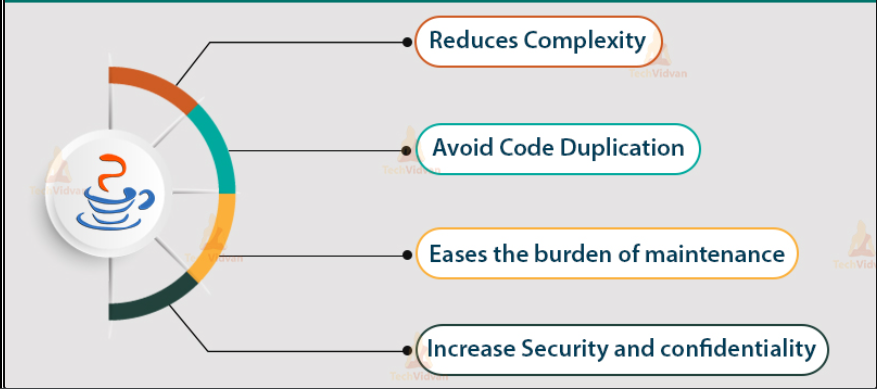 Reduces Complexity
TechVidvan
Avoid Code Duplication
TechVidvan
TechVidvan
Eases the burden of maintenance
TechVidvan
TechVid
Increase Security and confidentiality
TechVidvan